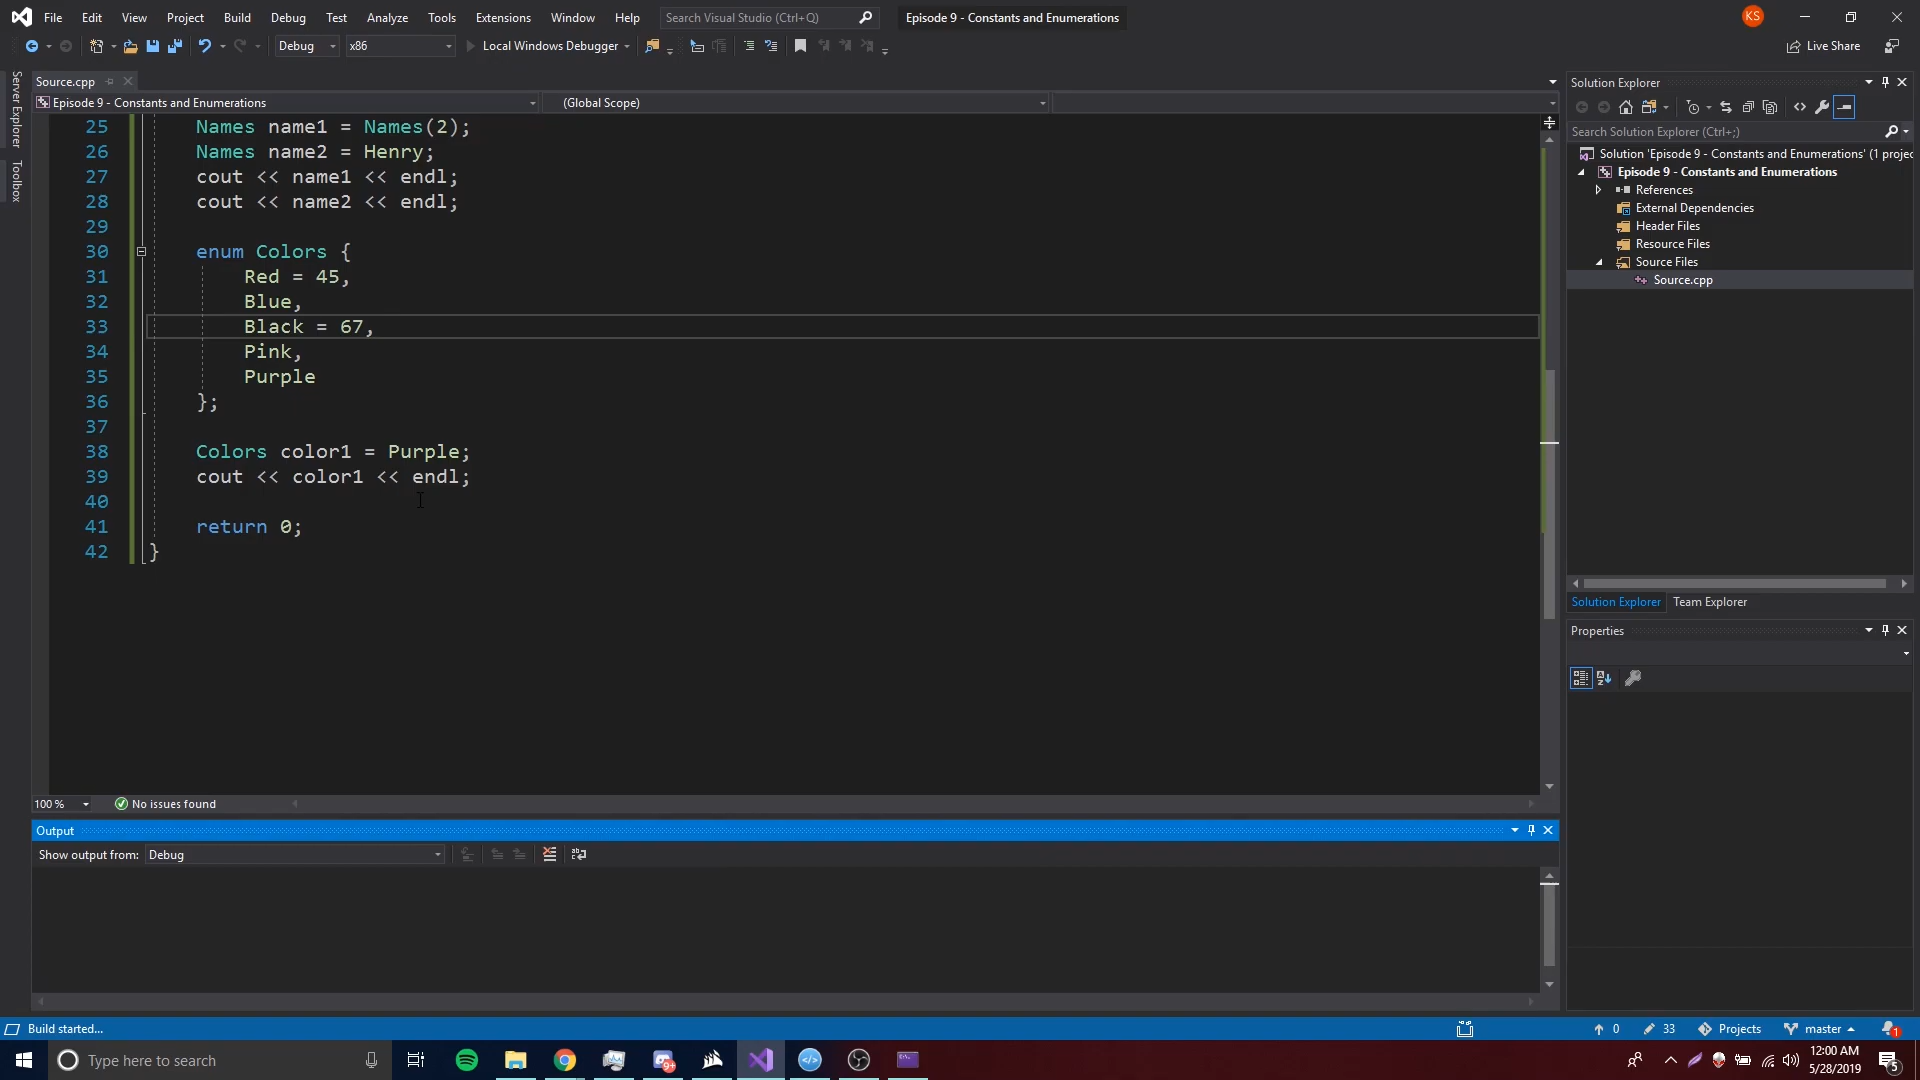 File Edit View Project Build Debug Test Analyze Tools Extensions Window Help Search Visual Studio (Ctrl+Q) Episode 9 - Constants and Enumerations KS
Debug x86 Local Windows Debugger Live Share
Server Explorer
Toolbox
Source.cpp
Episode 9 - Constants and Enumerations (Global Scope)
25 Names name1 = Names(2);
26 Names name2 = Henry;
27 cout << name1 << endl;
28 cout << name2 << endl;
29
30 enum Colors {
31 Red = 45,
32 Blue,
33 Black = 67,
34 Pink,
35 Purple
36 };
37
38 Colors color1 = Purple;
39 cout << color1 << endl;
40
41 return 0;
42 }
100 % No issues found
Output
Show output from: Debug
Solution Explorer
Search Solution Explorer (Ctrl+;)
Solution 'Episode 9 - Constants and Enumerations' (1 projec
Episode 9 - Constants and Enumerations
References
External Dependencies
Header Files
Resource Files
Source Files
Source.cpp
Solution Explorer Team Explorer
Properties
Build started... 0 33 Projects master 1
Type here to search 9+ 12:00 AM
5/28/2019 5